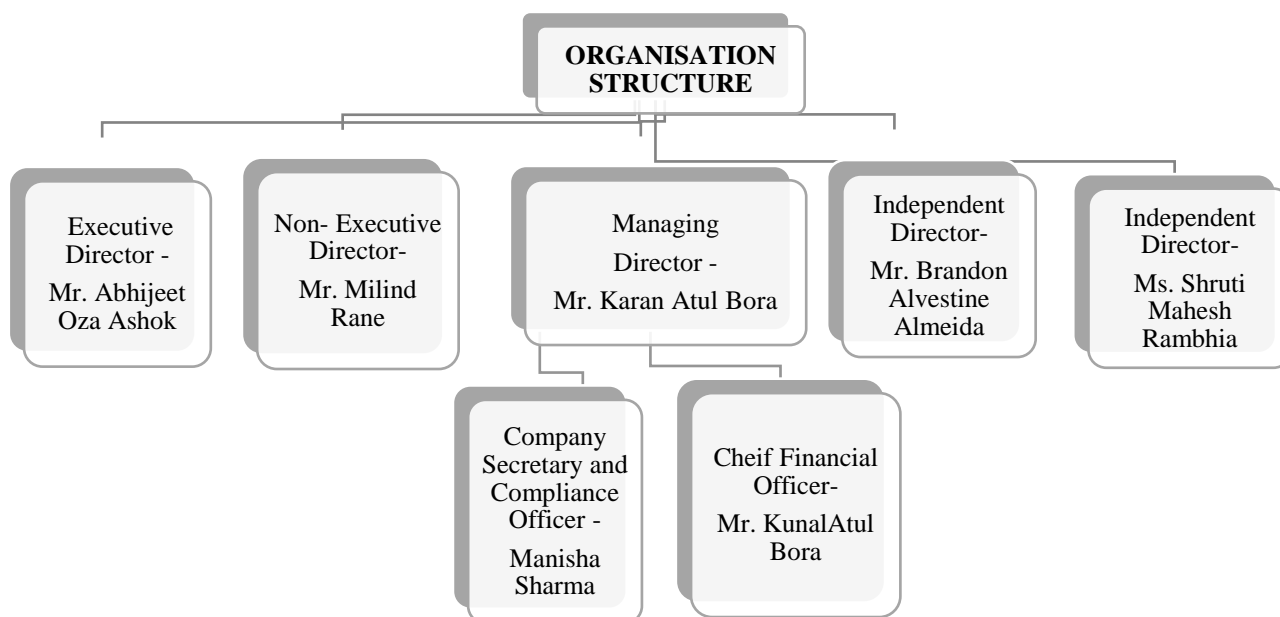 ORGANISATION
STRUCTURE
Executive
Director -
Mr. Abhijeet
Oza Ashok
Non- Executive
Director-
Mr. Milind
Rane
Managing
Director -
Mr. Karan Atul Bora
Independent
Director-
Mr. Brandon
Alvestine
Almeida
Independent
Director-
Ms. Shruti
Mahesh
Rambhia
Company
Secretary and
Compliance
Officer -
Manisha
Sharma
Cheif Financial
Officer-
Mr. KunalAtul
Bora